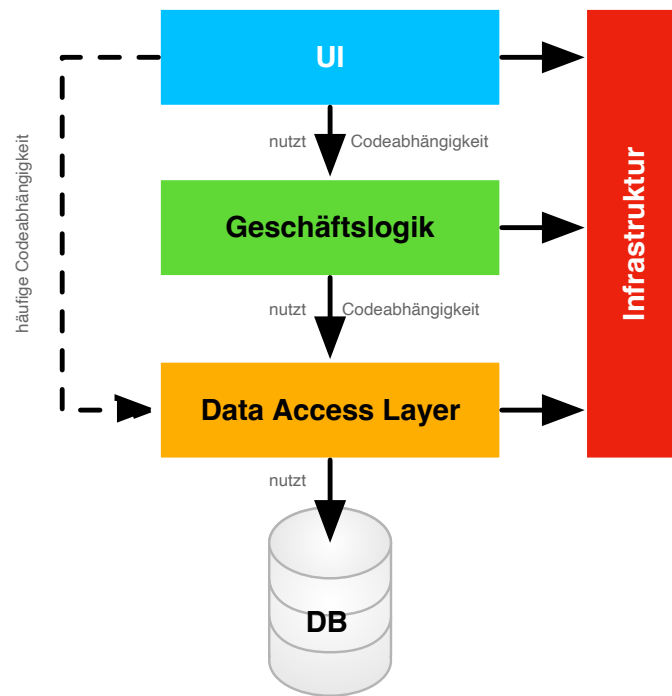 UI
nutzt
Codeabhängigkeit
häufige Codeabhängigkeit
Geschäftslogik
Infrastruktur
nutzt
Codeabhängigkeit
Data Access Layer
nutzt
DB